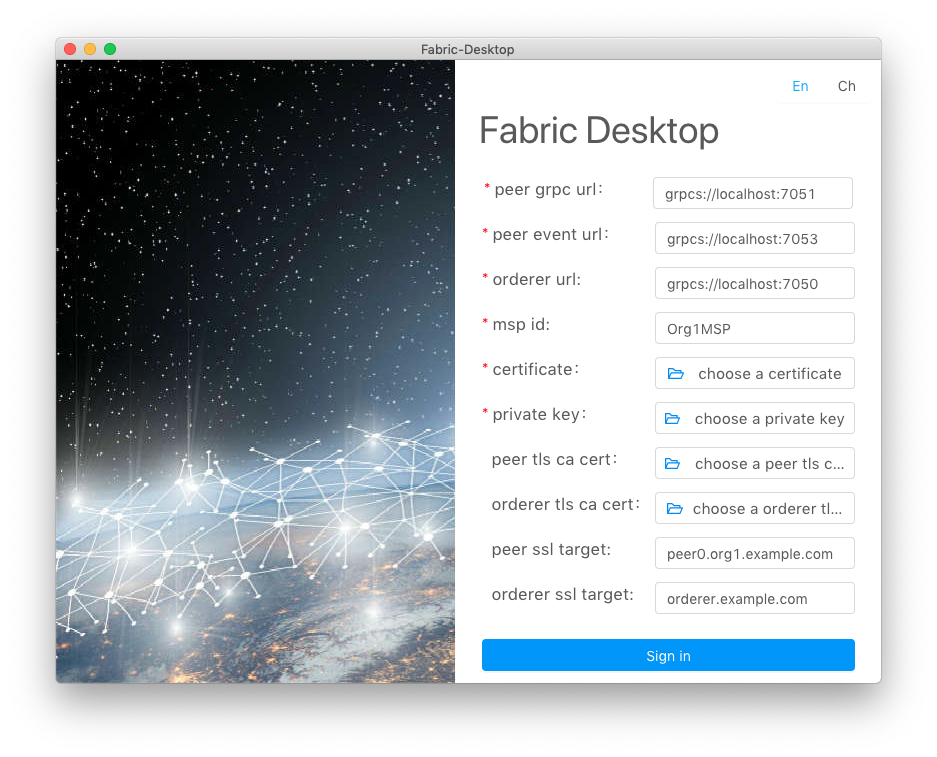 Fabric-Desktop
En Ch
Fabric Desktop
* peer grpc url: grpcs://localhost:7051
* peer event url: grpcs://localhost:7053
* orderer url: grpcs://localhost:7050
* msp id: Org1MSP
* certificate: choose a certificate
* private key: choose a private key
peer tls ca cert: choose a peer tls c...
orderer tls ca cert: choose a orderer tl...
peer ssl target: peer0.org1.example.com
orderer ssl target: orderer.example.com
Sign in